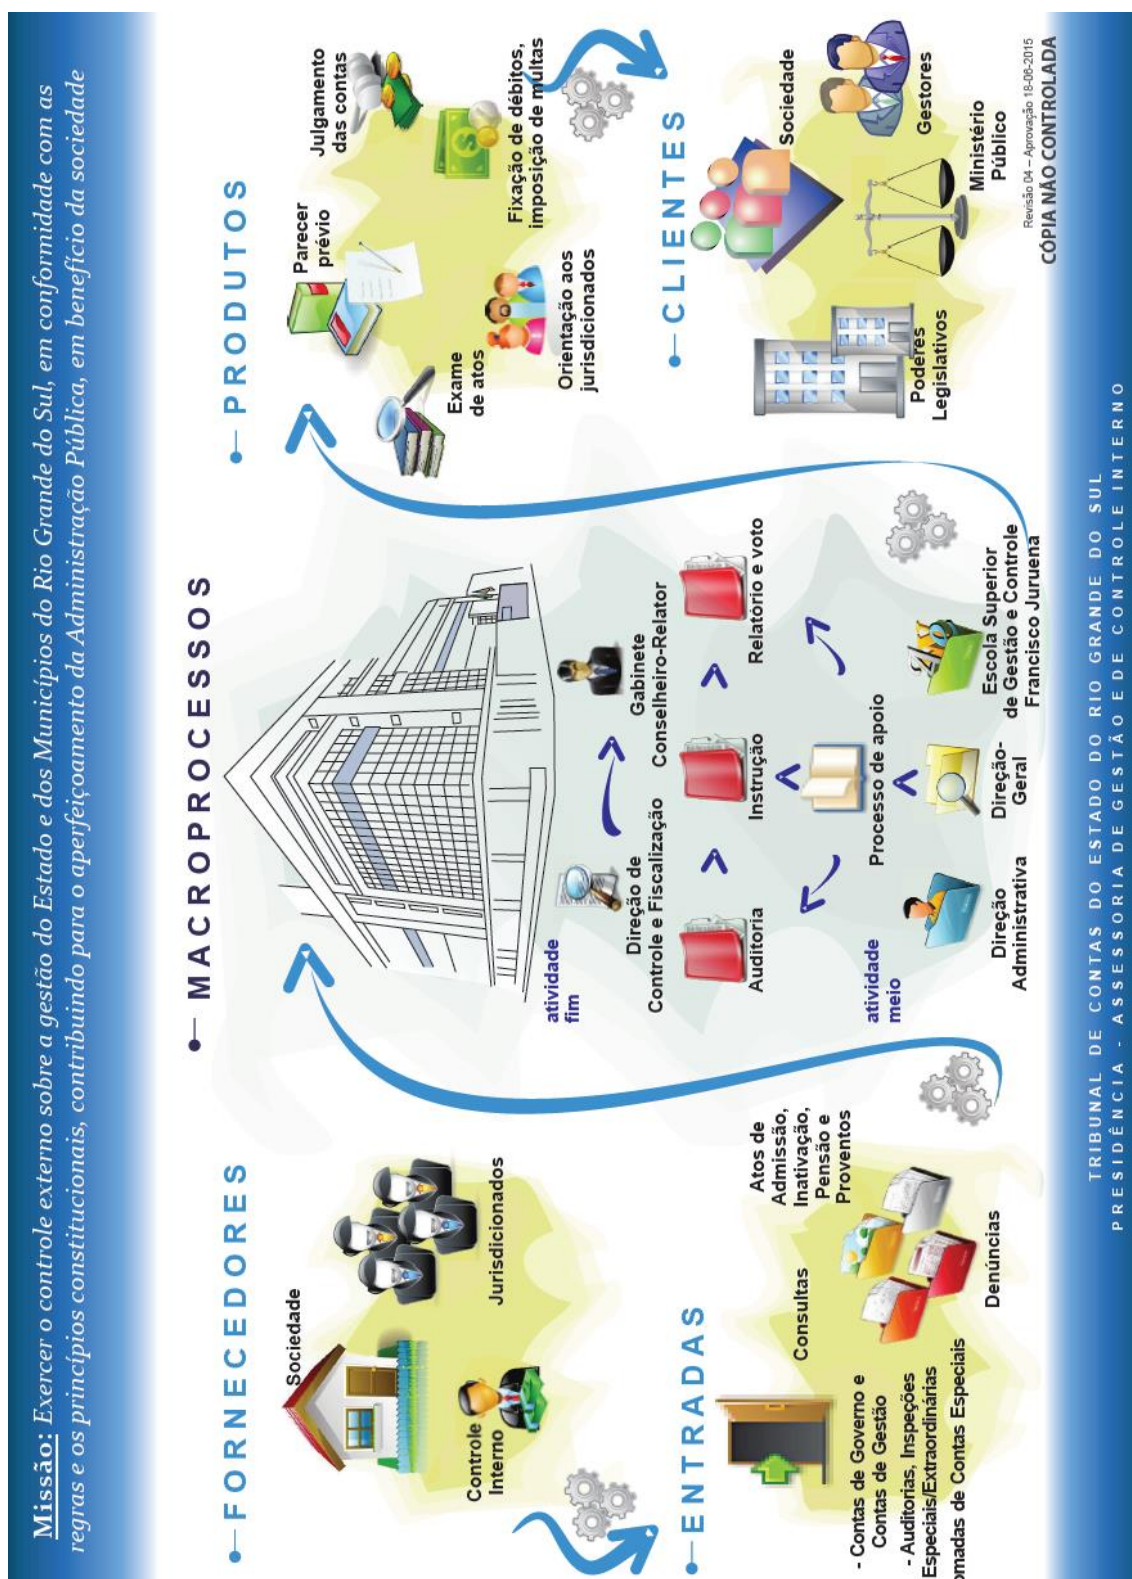 Missão: Exercer o controle externo sobre a gestão do Estado e dos Municípios do Rio Grande do Sul, em conformidade com as
regras e os princípios constitucionais, contribuindo para o aperfeiçoamento da Administração Pública, em benefício da sociedade
FORNECEDORES
Sociedade
Controle
Interno
Jurisdicionados
ENTRADAS
Consultas
Atos de
Admissão,
Inativação,
Pensão e
Proventos
- Contas de Governo e
Contas de Gestão
- Auditorias, Inspeções
Especiais/Extraordinárias
omadas de Contas Especiais
Denúncias
MACROPROCESSOS
atividade
fim
Direção de
Controle e Fiscalização
Gabinete
Conselheiro-Relator
Auditoria
Instrução
Relatório e voto
atividade
meio
Processo de apoio
Direção
Administrativa
Direção-
Geral
Escola Superior
de Gestão e Controle
Francisco Juruena
PRODUTOS
Parecer
prévio
Julgamento
das contas
Exame
de atos
Orientação aos
jurisdicionados
Fixação de débitos,
imposição de multas
CLIENTES
Sociedade
Poderes
Legislativos
Gestores
Ministério
Público
Revisão 04 – Aprovação 18-06-2015
CÓPIA NÃO CONTROLADA
TRIBUNAL DE CONTAS DO ESTADO DO RIO GRANDE DO SUL
PRESIDÊNCIA - ASSESSORIA DE GESTÃO E DE CONTROLE INTERNO